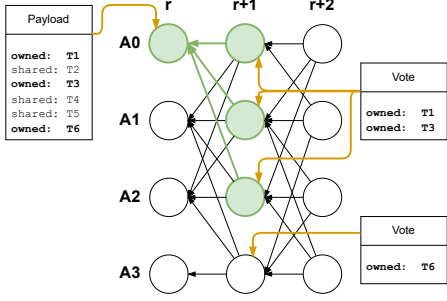 Payload
owned: T1
shared: T2
owned: T3
shared: T4
shared: T5
owned: T6
r
r+1
r+2
A0
A1
A2
A3
Vote
owned: T1
owned: T3
Vote
owned: T6